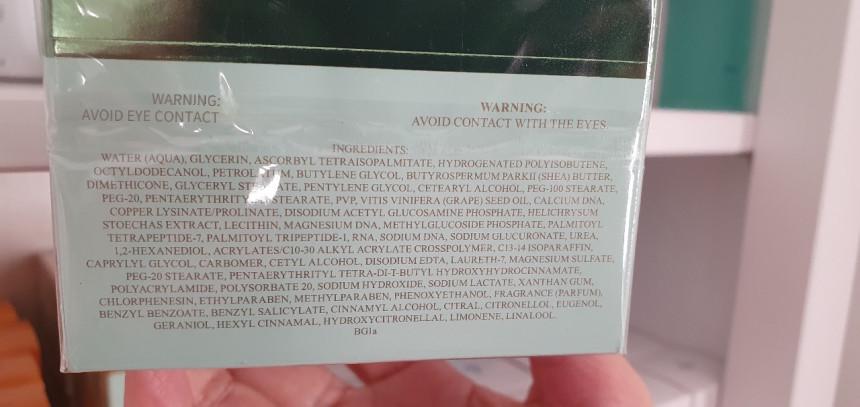 WARNING:
AVOID EYE CONTACT
WARNING:
AVOID CONTACT WITH THE EYES.
INGREDIENTS:
WATER (AQUA), GLYCERIN, ASCORBYL TETRAISOPALMITATE, HYDROGENATED POLYISOBUTENE,
OCTYLDODECANOL, PETROLATUM, BUTYLENE GLYCOL, BUTYROSPERMUM PARKII (SHEA) BUTTER,
DIMETHICONE, GLYCERYL STEARATE, PENTYLENE GLYCOL, CETEARYL ALCOHOL, PEG-100 STEARATE,
PEG-20, PENTAERYTHRITYL STEARATE, PVP, VITIS VINIFERA (GRAPE) SEED OIL, CALCIUM DNA,
COPPER LYSINATE/PROLINATE, DISODIUM ACETYL GLUCOSAMINE PHOSPHATE, HELICHRYSUM
STOECHAS EXTRACT, LECITHIN, MAGNESIUM DNA, METHYLGLUCOSIDE PHOSPHATE, PALMITOYL
TETRAPEPTIDE-7, PALMITOYL TRIPEPTIDE-1, RNA, SODIUM DNA, SODIUM GLUCURONATE, UREA,
1,2-HEXANEDIOL, ACRYLATES/C10-30 ALKYL ACRYLATE CROSSPOLYMER, C13-14 ISOPARAFFIN,
CAPRYLYL GLYCOL, CARBOMER, CETYL ALCOHOL, DISODIUM EDTA, LAURETH-7, MAGNESIUM SULFATE,
PEG-20 STEARATE, PENTAERYTHRITYL TETRA-DI-T-BUTYL HYDROXYHYDROCINNAMATE,
POLYACRYLAMIDE, POLYSORBATE 20, SODIUM HYDROXIDE, SODIUM LACTATE, XANTHAN GUM,
CHLORPHENESIN, ETHYLPARABEN, METHYLPARABEN, PHENOXYETHANOL, FRAGRANCE (PARFUM),
BENZYL BENZOATE, BENZYL SALICYLATE, CINNAMYL ALCOHOL, CITRAL, CITRONELLOL, EUGENOL,
GERANIOL, HEXYL CINNAMAL, HYDROXYCITRONELLAL, LIMONENE, LINALOOL.
BG1a